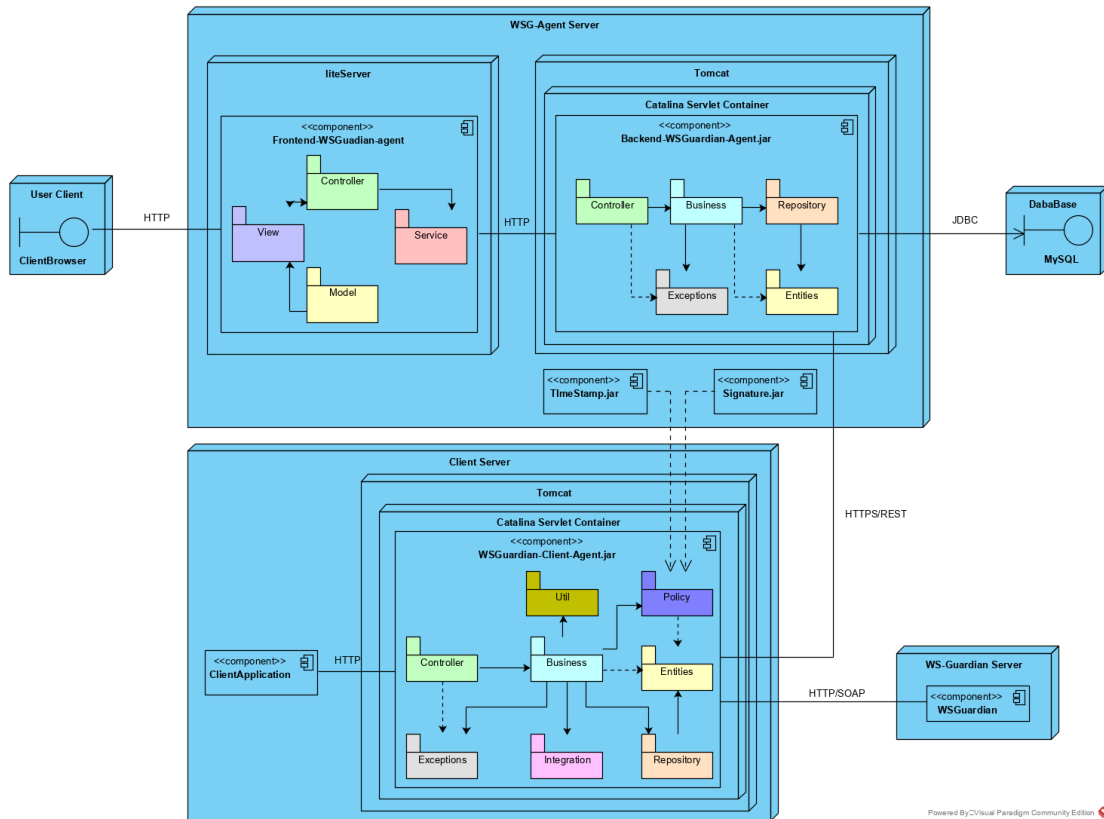 WSG-Agent Server
liteServer
<<component>>
Frontend-WSGuadian-agent
Controller
View
Service
Model
Tomcat
Catalina Servlet Container
<<component>>
Backend-WSGuardian-Agent.jar
Controller
Business
Repository
Exceptions
Entities
User Client
ClientBrowser
HTTP
HTTP
JDBC
DabaBase
MySQL
<<component>>
TImeStamp.jar
<<component>>
Signature.jar
HTTPS/REST
Client Server
Tomcat
Catalina Servlet Container
<<component>>
WSGuardian-Client-Agent.jar
Util
Policy
Controller
Business
Entities
Exceptions
Integration
Repository
<<component>>
ClientApplication
HTTP
HTTP/SOAP
WS-Guardian Server
<<component>>
WSGuardian
Powered By Visual Paradigm Community Edition